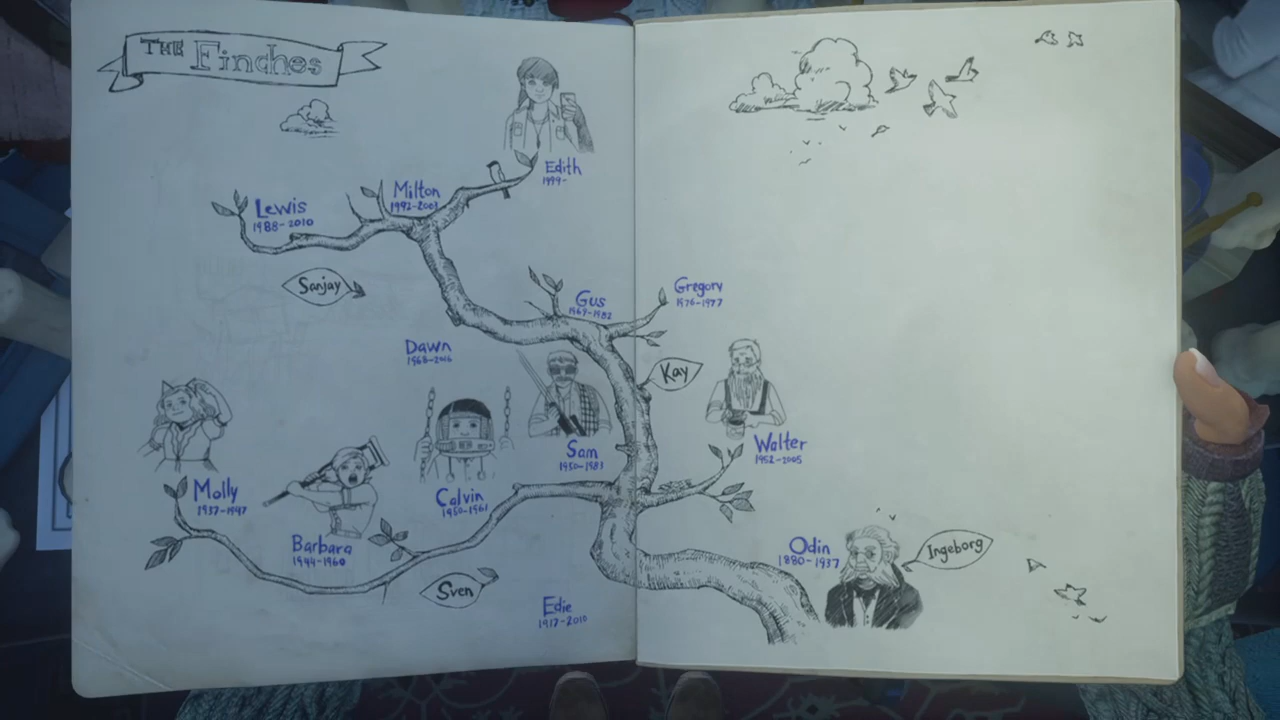 THE Finches
Edith
1999-
Milton
1992-2003
Lewis
1988-2010
Sanjay
Gregory
1976-1977
Gus
1969-1982
Dawn
1968-2016
Kay
Sam
1950-1983
Walter
1952-2005
Calvin
1950-1961
Molly
1937-1947
Barbara
1944-1960
Odin
1880-1937
Ingeborg
Sven
Edie
1917-2010